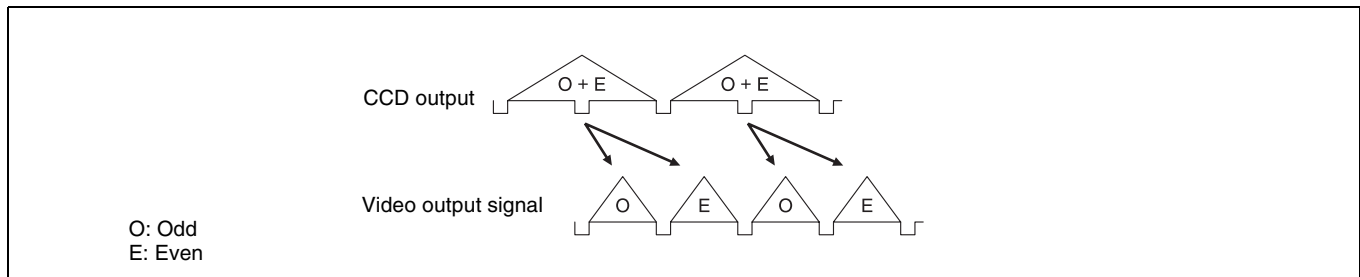 O + E
O + E
CCD output
O
E
O
E
Video output signal
O: Odd
E: Even